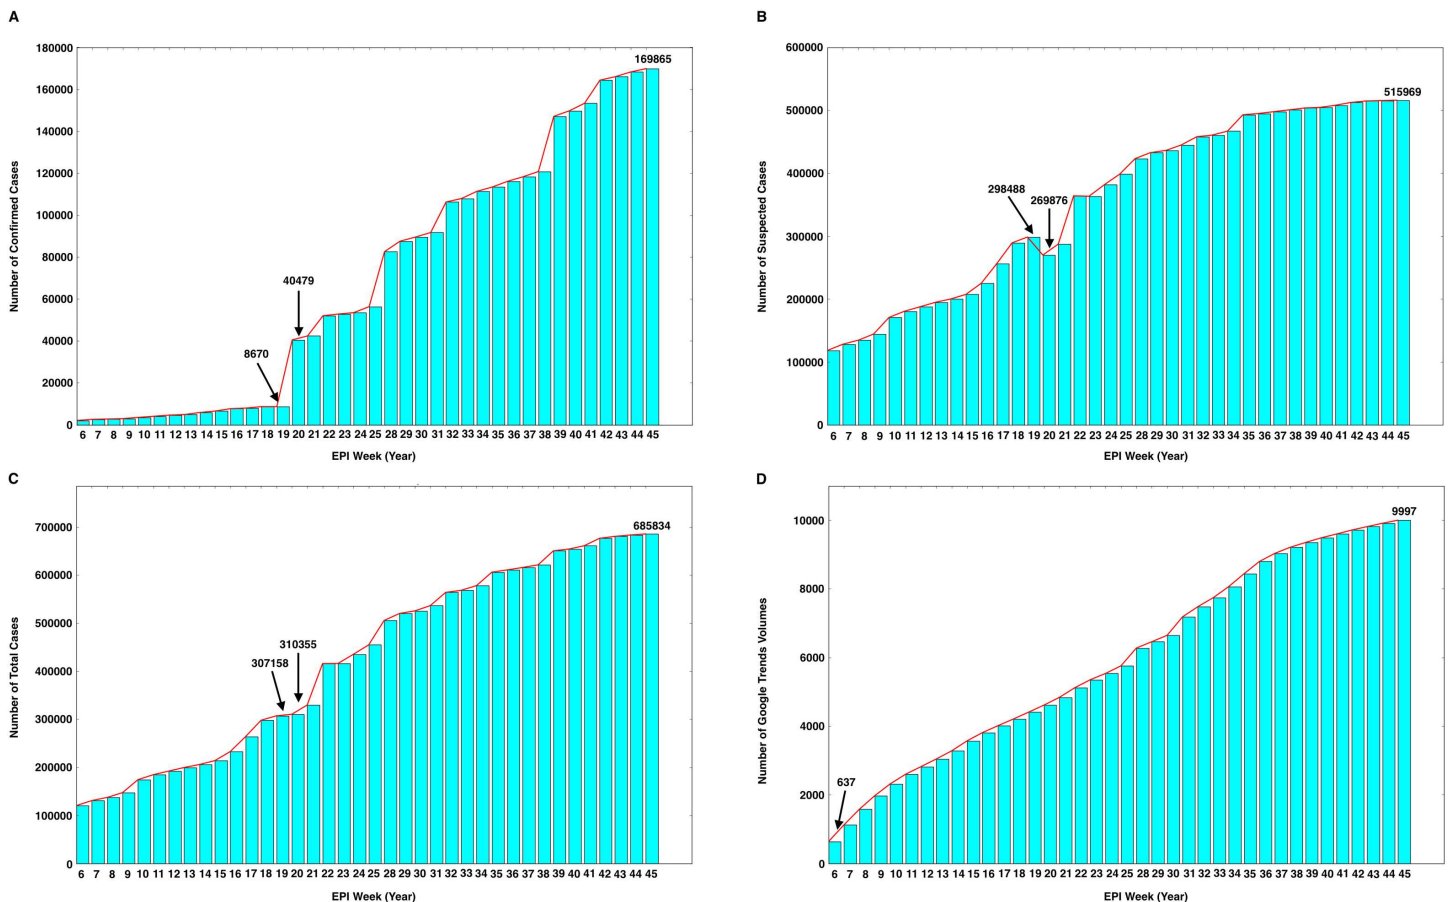 A
180000
160000
140000
120000
100000
80000
60000
40000
20000
0
Number of Confirmed Cases
169865
40479
8670
6 7 8 9 10 11 12 13 14 15 16 17 18 19 20 21 22 23 24 25 28 29 30 31 32 33 34 35 36 37 38 39 40 41 42 43 44 45
EPI Week (Year)
B
600000
500000
400000
300000
200000
100000
0
Number of Suspected Cases
515969
298488
269876
6 7 8 9 10 11 12 13 14 15 16 17 18 19 20 21 22 23 24 25 28 29 30 31 32 33 34 35 36 37 38 39 40 41 42 43 44 45
EPI Week (Year)
C
700000
600000
500000
400000
300000
200000
100000
0
Number of Total Cases
685834
310355
307158
6 7 8 9 10 11 12 13 14 15 16 17 18 19 20 21 22 23 24 25 28 29 30 31 32 33 34 35 36 37 38 39 40 41 42 43 44 45
EPI Week (Year)
D
10000
8000
6000
4000
2000
0
Number of Google Trends Volumes
9997
637
6 7 8 9 10 11 12 13 14 15 16 17 18 19 20 21 22 23 24 25 28 29 30 31 32 33 34 35 36 37 38 39 40 41 42 43 44 45
EPI Week (Year)